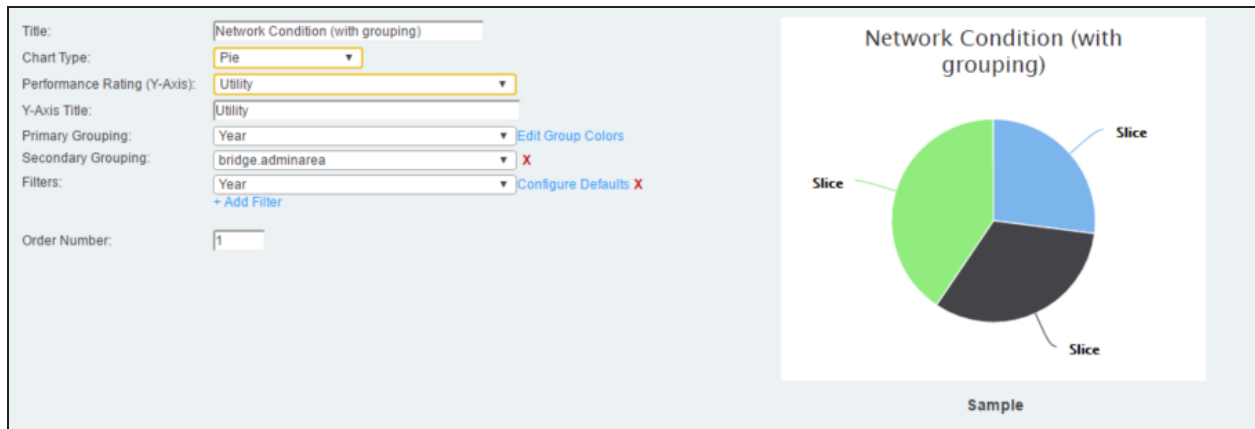 Title: Network Condition (with grouping)
Chart Type: Pie
Performance Rating (Y-Axis): Utility
Y-Axis Title: Utility
Primary Grouping: Year Edit Group Colors
Secondary Grouping: bridge.adminarea X
Filters: Year Configure Defaults X
+ Add Filter
Order Number: 1
Network Condition (with
grouping)
Slice
Slice
Slice
Sample